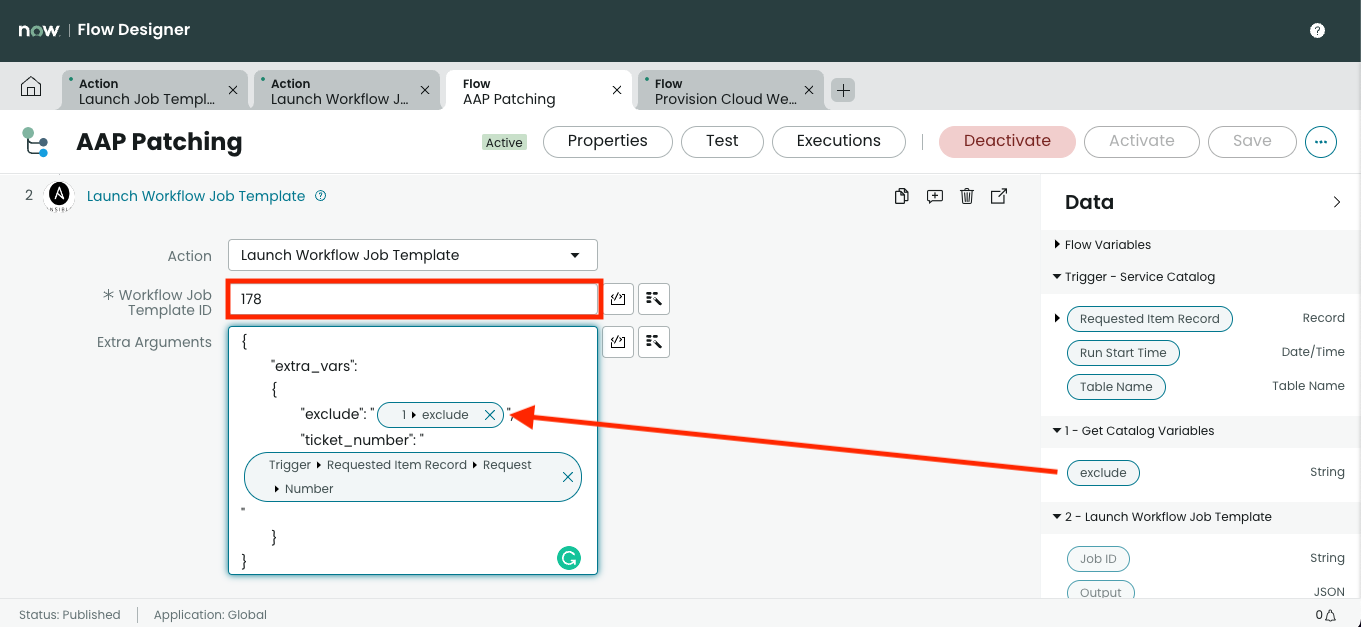 now | Flow Designer
Action
Launch Job Templ...
Action
Launch Workflow J...
Flow
AAP Patching
Flow
Provision Cloud We...
AAP Patching
Active
Properties
Test
Executions
Deactivate
Activate
Save
2
Launch Workflow Job Template
Action
Launch Workflow Job Template
Workflow Job
Template ID
178
Extra Arguments
{
"extra_vars":
{
"exclude": " 1 exclude ",
"ticket_number": "
Trigger Requested Item Record Request
Number
"
}
}
Data
Flow Variables
Trigger - Service Catalog
Requested Item Record Record
Run Start Time Date/Time
Table Name Table Name
1 - Get Catalog Variables
exclude String
2 - Launch Workflow Job Template
Job ID String
Output JSON
Status: Published
Application: Global
0